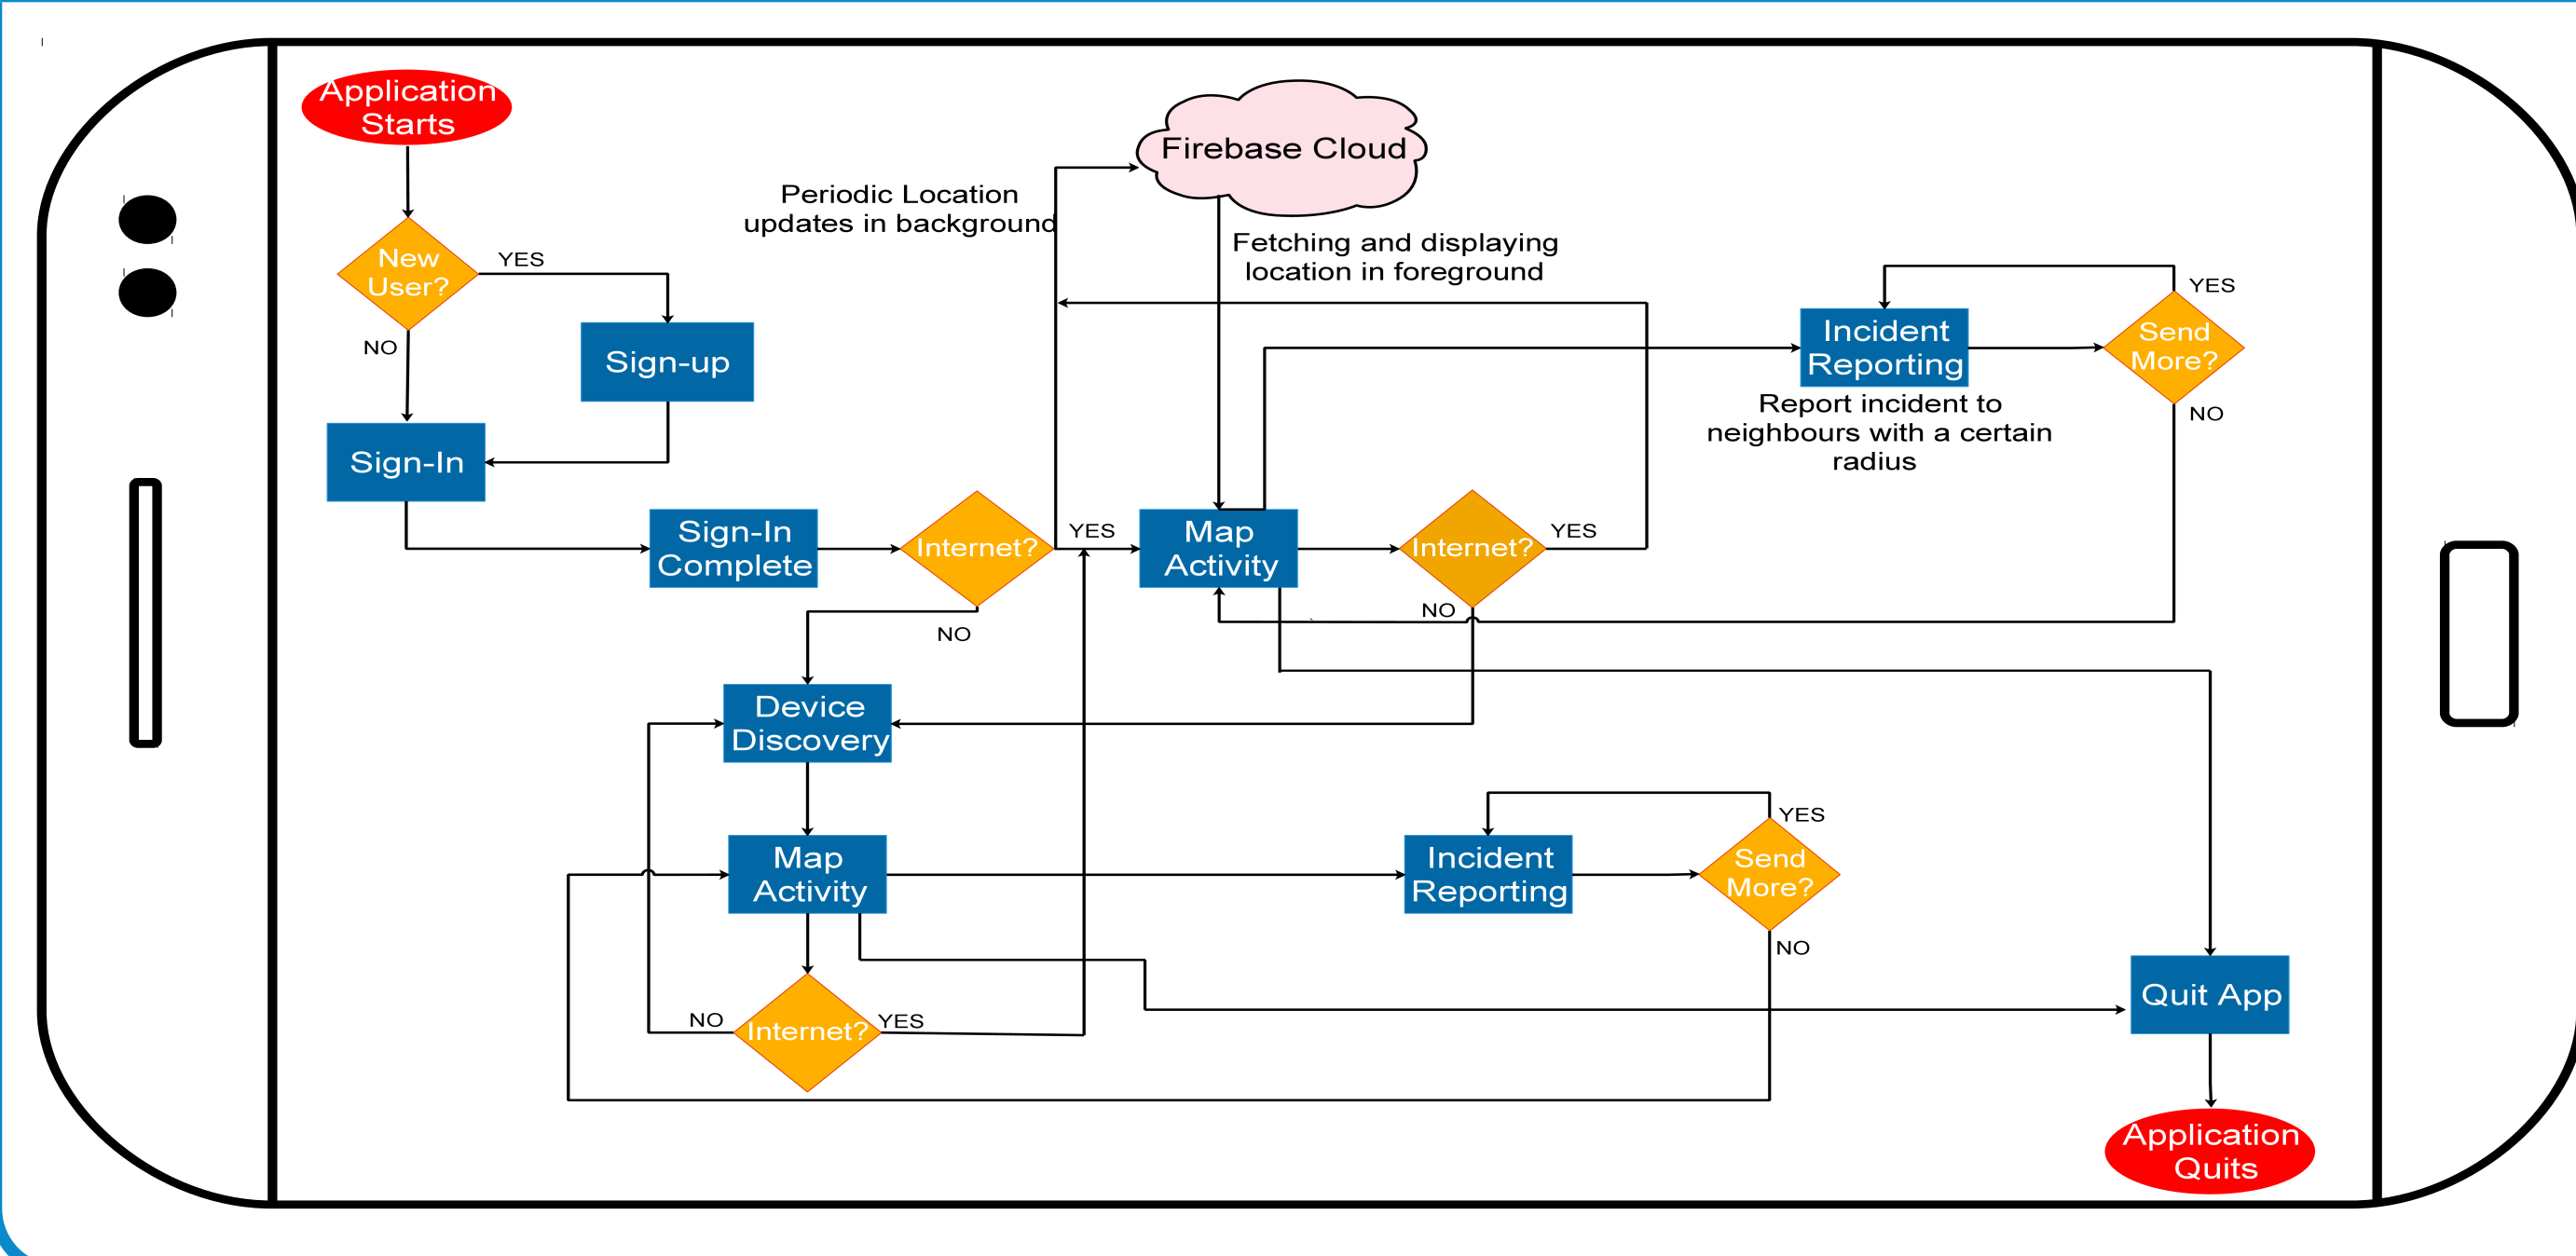 Application
Starts
New
User?
YES
NO
Sign-up
Sign-In
Sign-In
Complete
Internet?
YES
NO
Periodic Location
updates in background
Firebase Cloud
Fetching and displaying
location in foreground
Map
Activity
Internet?
YES
NO
Incident
Reporting
Report incident to
neighbours with a certain
radius
Send
More?
YES
NO
Device
Discovery
Map
Activity
Internet?
NO
YES
Incident
Reporting
Send
More?
YES
NO
Quit App
Application
Quits